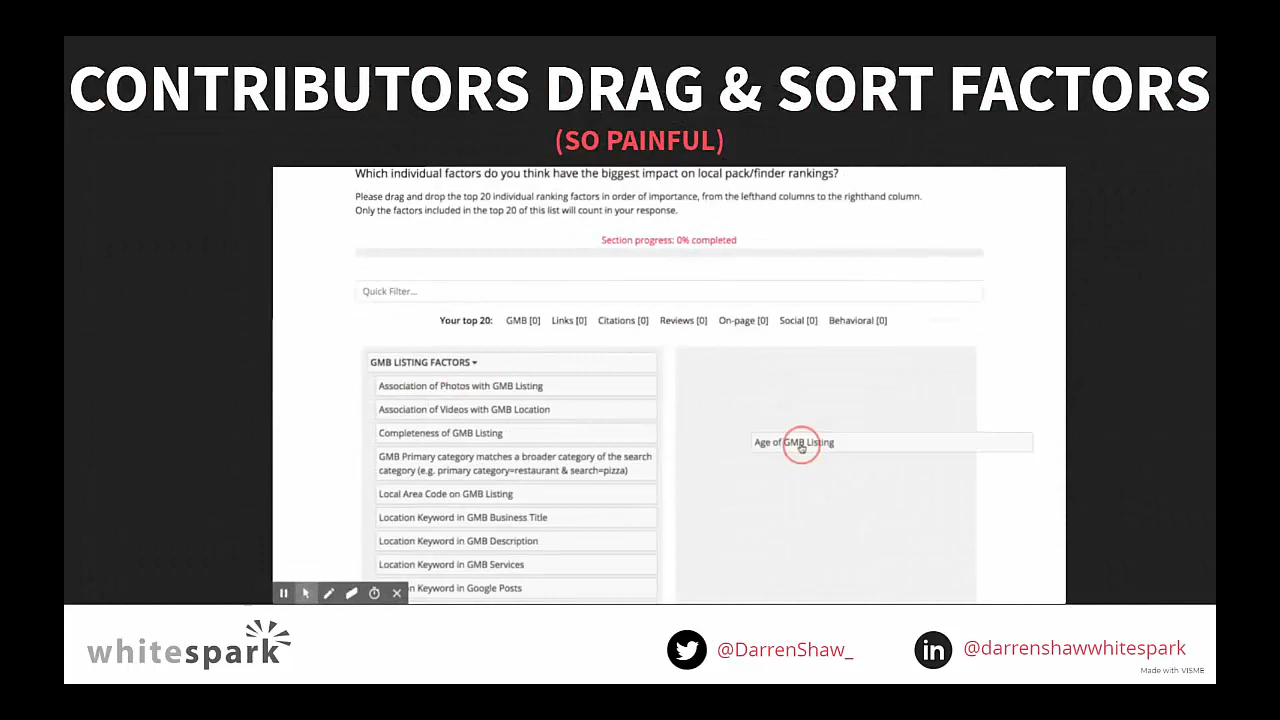 CONTRIBUTORS DRAG & SORT FACTORS
(SO PAINFUL)
Which individual factors do you think have the biggest impact on local pack/finder rankings?
Please drag and drop the top 20 individual ranking factors in order of importance, from the lefthand columns to the righthand column.
Only the factors included in the top 20 of this list will count in your response.
Section progress: 0% completed
Quick Filter...
Your top 20: GMB [0] Links [0] Citations [0] Reviews [0] On-page [0] Social [0] Behavioral [0]
GMB LISTING FACTORS
Association of Photos with GMB Listing
Association of Videos with GMB Location
Completeness of GMB Listing
GMB Primary category matches a broader category of the search
category (e.g. primary category=restaurant & search=pizza)
Local Area Code on GMB Listing
Location Keyword in GMB Business Title
Location Keyword in GMB Description
Location Keyword in GMB Services
n Keyword in Google Posts
Age of GMB Listing
whitespark
@DarrenShaw_
in @darrenshawwhitespark
Made with VISME